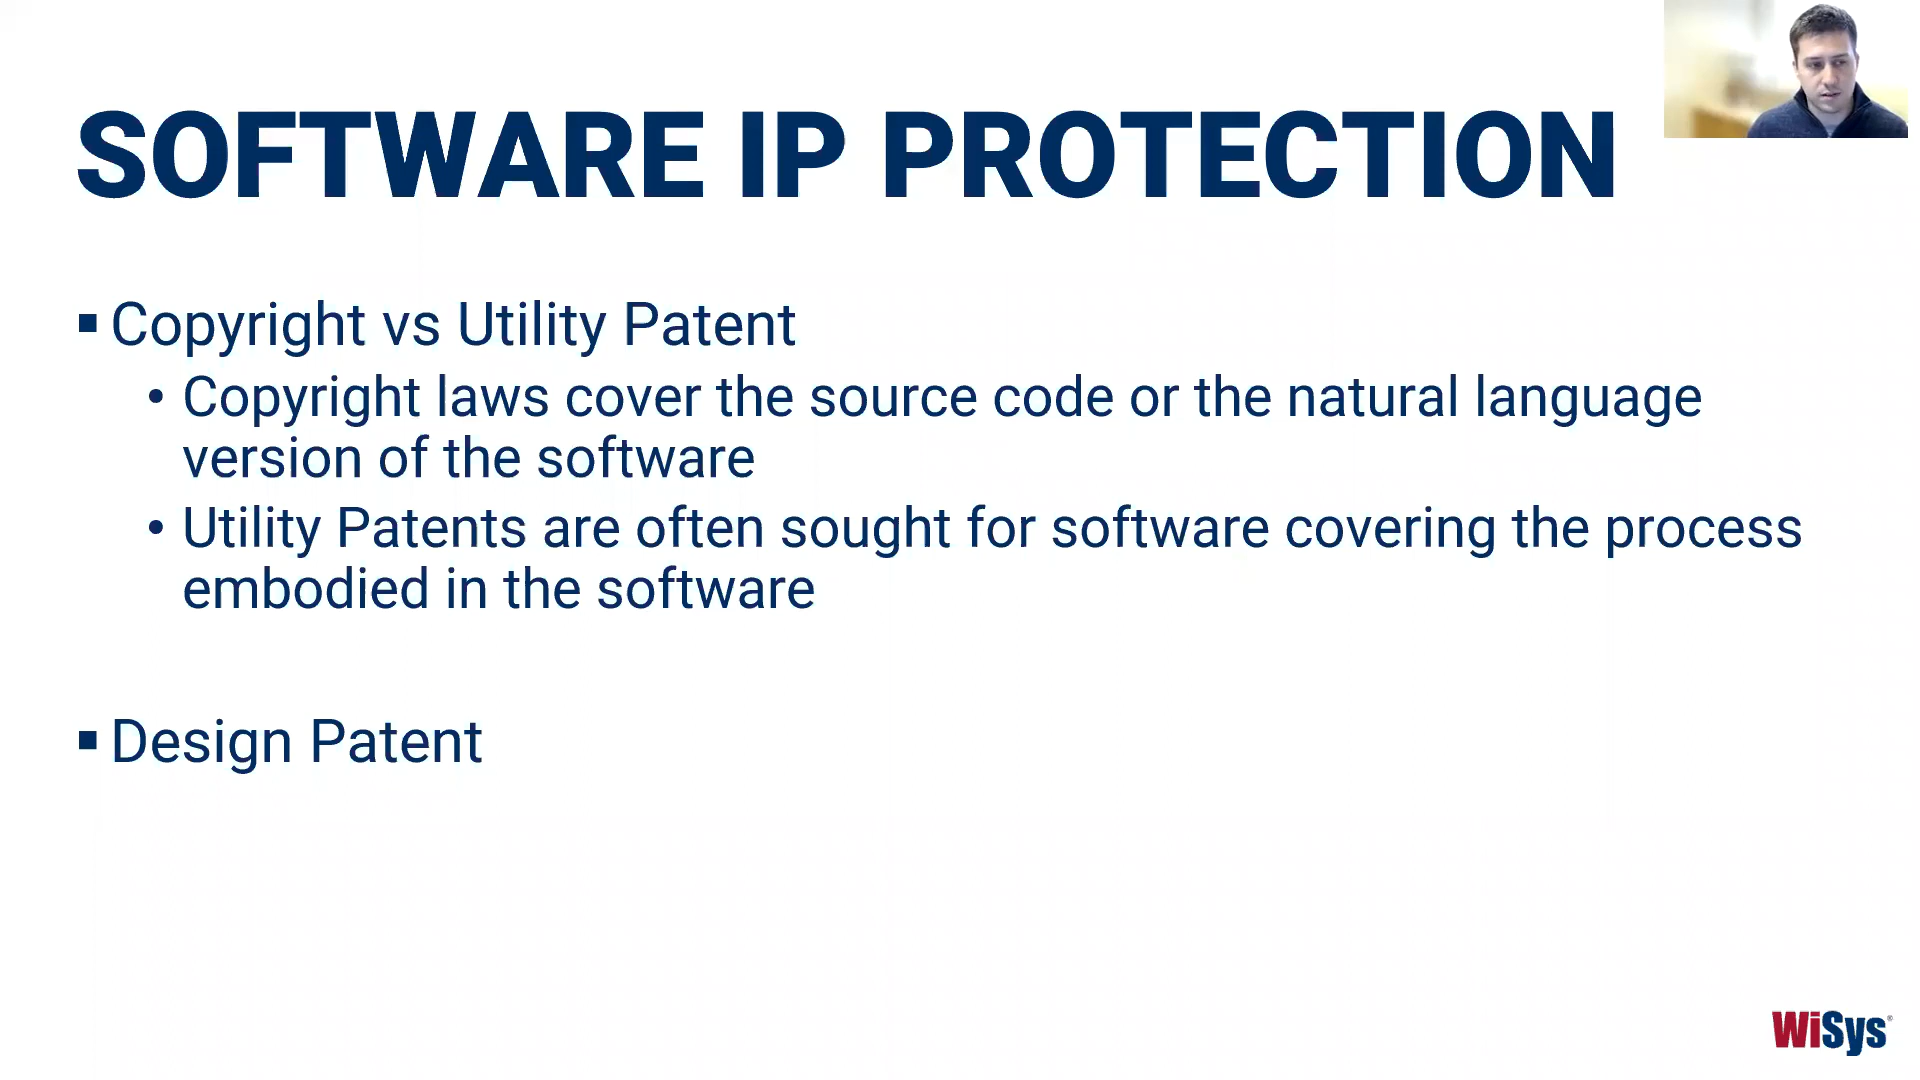 SOFTWARE IP PROTECTION
▪ Copyright vs Utility Patent
• Copyright laws cover the source code or the natural language
version of the software
• Utility Patents are often sought for software covering the process
embodied in the software
▪ Design Patent
WiSys®